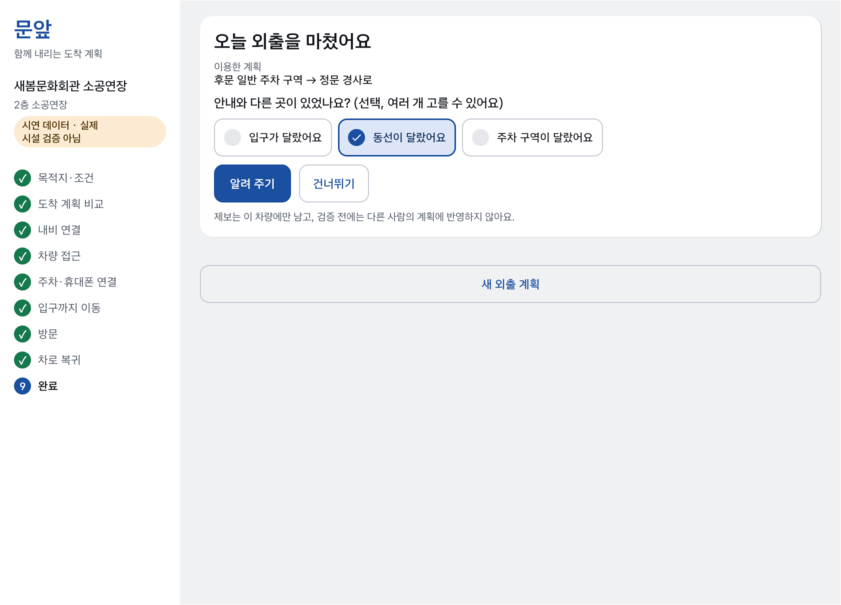 문앞
함께 내리는 도착 계획
새봄문화회관 소공연장
2층 소공연장
시연 데이터 · 실제
시설 검증 아님
목적지·조건
도착 계획 비교
내비 연결
차량 접근
주차·휴대폰 연결
입구까지 이동
방문
차로 복귀
9 완료
오늘 외출을 마쳤어요
이용한 계획
후문 일반 주차 구역 → 정문 경사로
안내와 다른 곳이 있었나요? (선택, 여러 개 고를 수 있어요)
입구가 달랐어요 동선이 달랐어요 주차 구역이 달랐어요
알려 주기 건너뛰기
제보는 이 차량에만 남고, 검증 전에는 다른 사람의 계획에 반영하지 않아요.
새 외출 계획